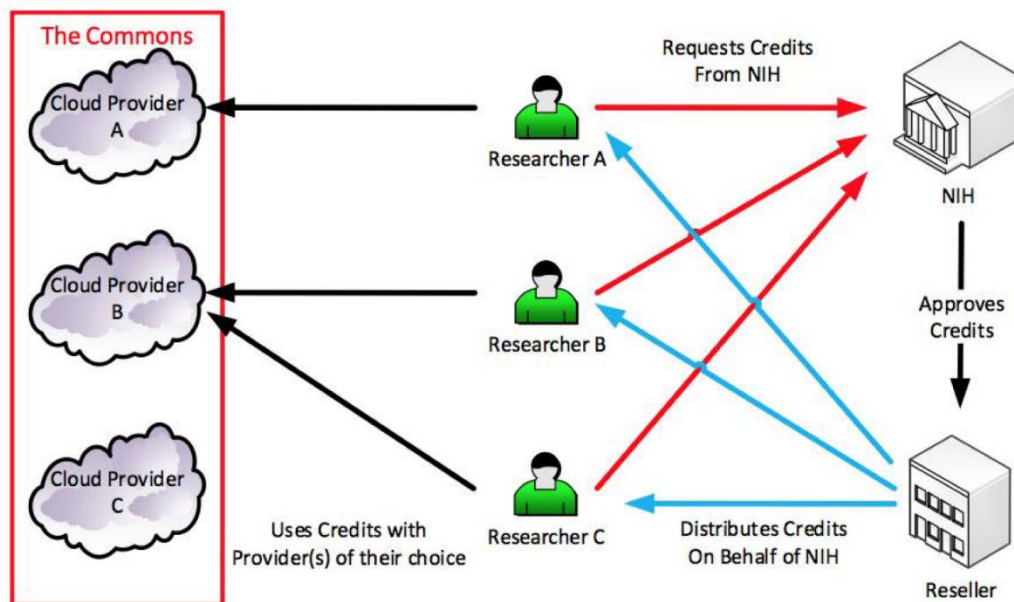 The Commons
Cloud Provider
A
Cloud Provider
B
Cloud Provider
C
Uses Credits with
Provider(s) of their choice
Researcher A
Researcher B
Researcher C
Requests Credits
From NIH
Distributes Credits
On Behalf of NIH
NIH
Approves
Credits
Reseller